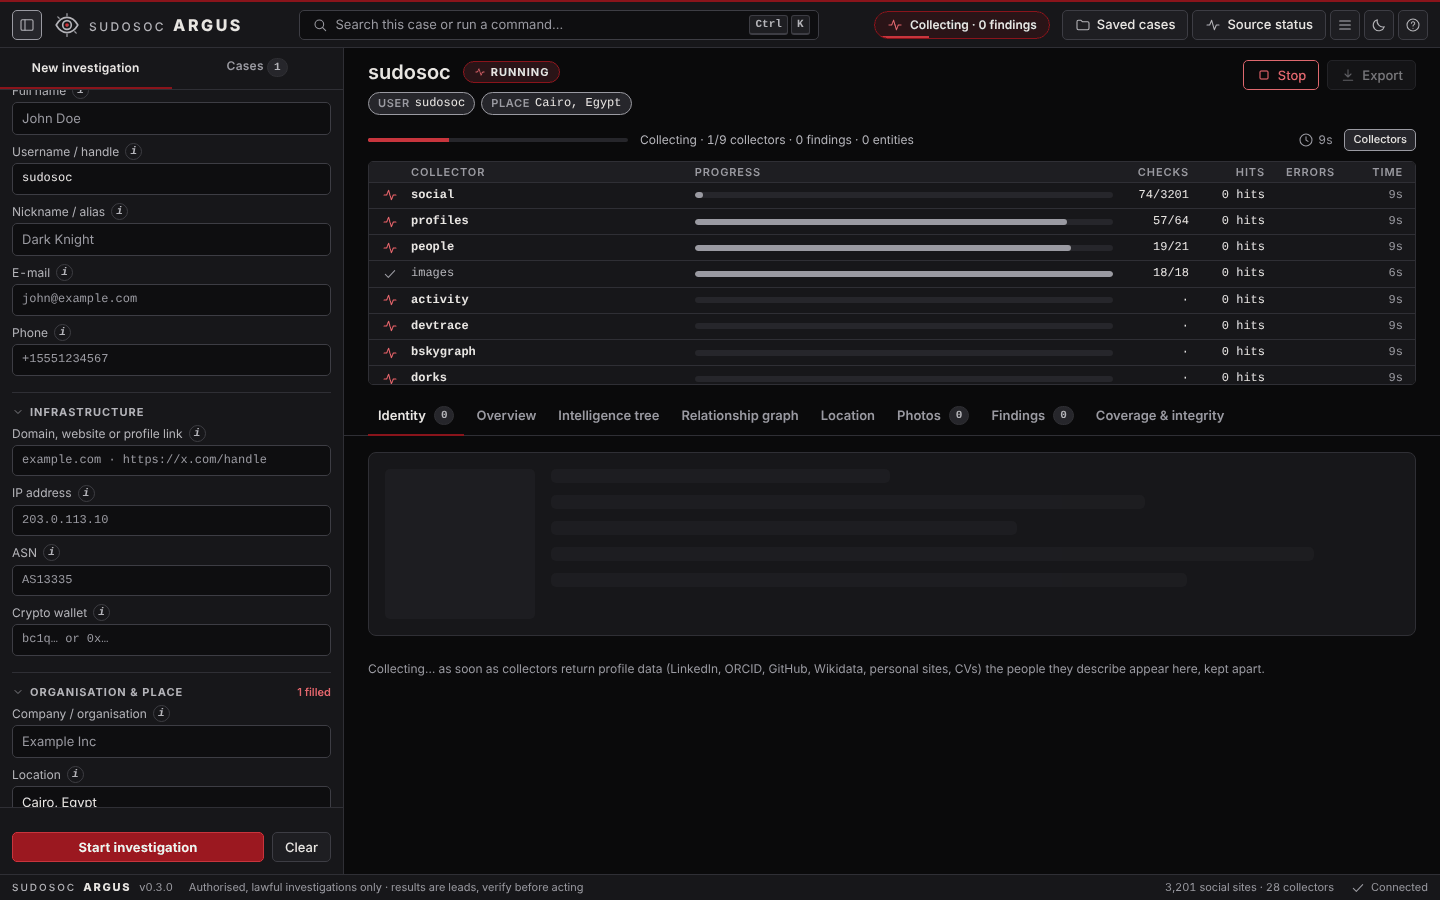 SUDOSOC ARGUS
Search this case or run a command... Ctrl K
Collecting · 0 findings
Saved cases
Source status
New investigation
Cases 1
Full name i
John Doe
Username / handle i
sudosoc
Nickname / alias i
Dark Knight
E-mail i
john@example.com
Phone i
+15551234567
INFRASTRUCTURE
Domain, website or profile link i
example.com · https://x.com/handle
IP address i
203.0.113.10
ASN i
AS13335
Crypto wallet i
bc1q… or 0x…
ORGANISATION & PLACE 1 filled
Company / organisation i
Example Inc
Location i
Cairo, Egypt
Start investigation
Clear
sudosoc RUNNING
Stop
Export
USER sudosoc PLACE Cairo, Egypt
Collecting · 1/9 collectors · 0 findings · 0 entities
9s Collectors
COLLECTOR PROGRESS CHECKS HITS ERRORS TIME
social 74/3201 0 hits 9s
profiles 57/64 0 hits 9s
people 19/21 0 hits 9s
images 18/18 0 hits 6s
activity · 0 hits 9s
devtrace · 0 hits 9s
bskygraph · 0 hits 9s
dorks · 0 hits 9s
Identity 0 Overview Intelligence tree Relationship graph Location Photos 0 Findings 0 Coverage & integrity
Collecting... as soon as collectors return profile data (LinkedIn, ORCID, GitHub, Wikidata, personal sites, CVs) the people they describe appear here, kept apart.
SUDOSOC ARGUS v0.3.0 Authorised, lawful investigations only · results are leads, verify before acting
3,201 social sites · 28 collectors Connected